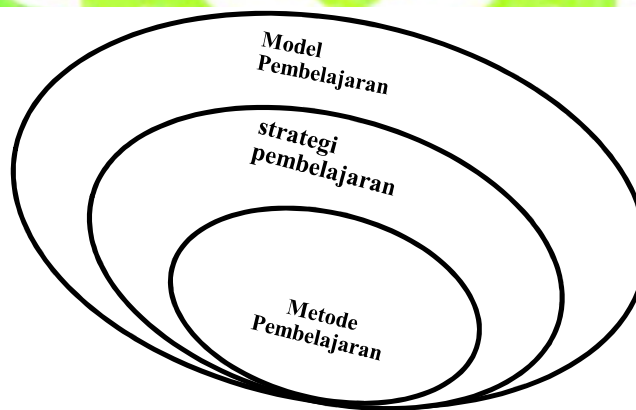 Model
Pembelajaran
strategi
pembelajaran
Metode
Pembelajaran